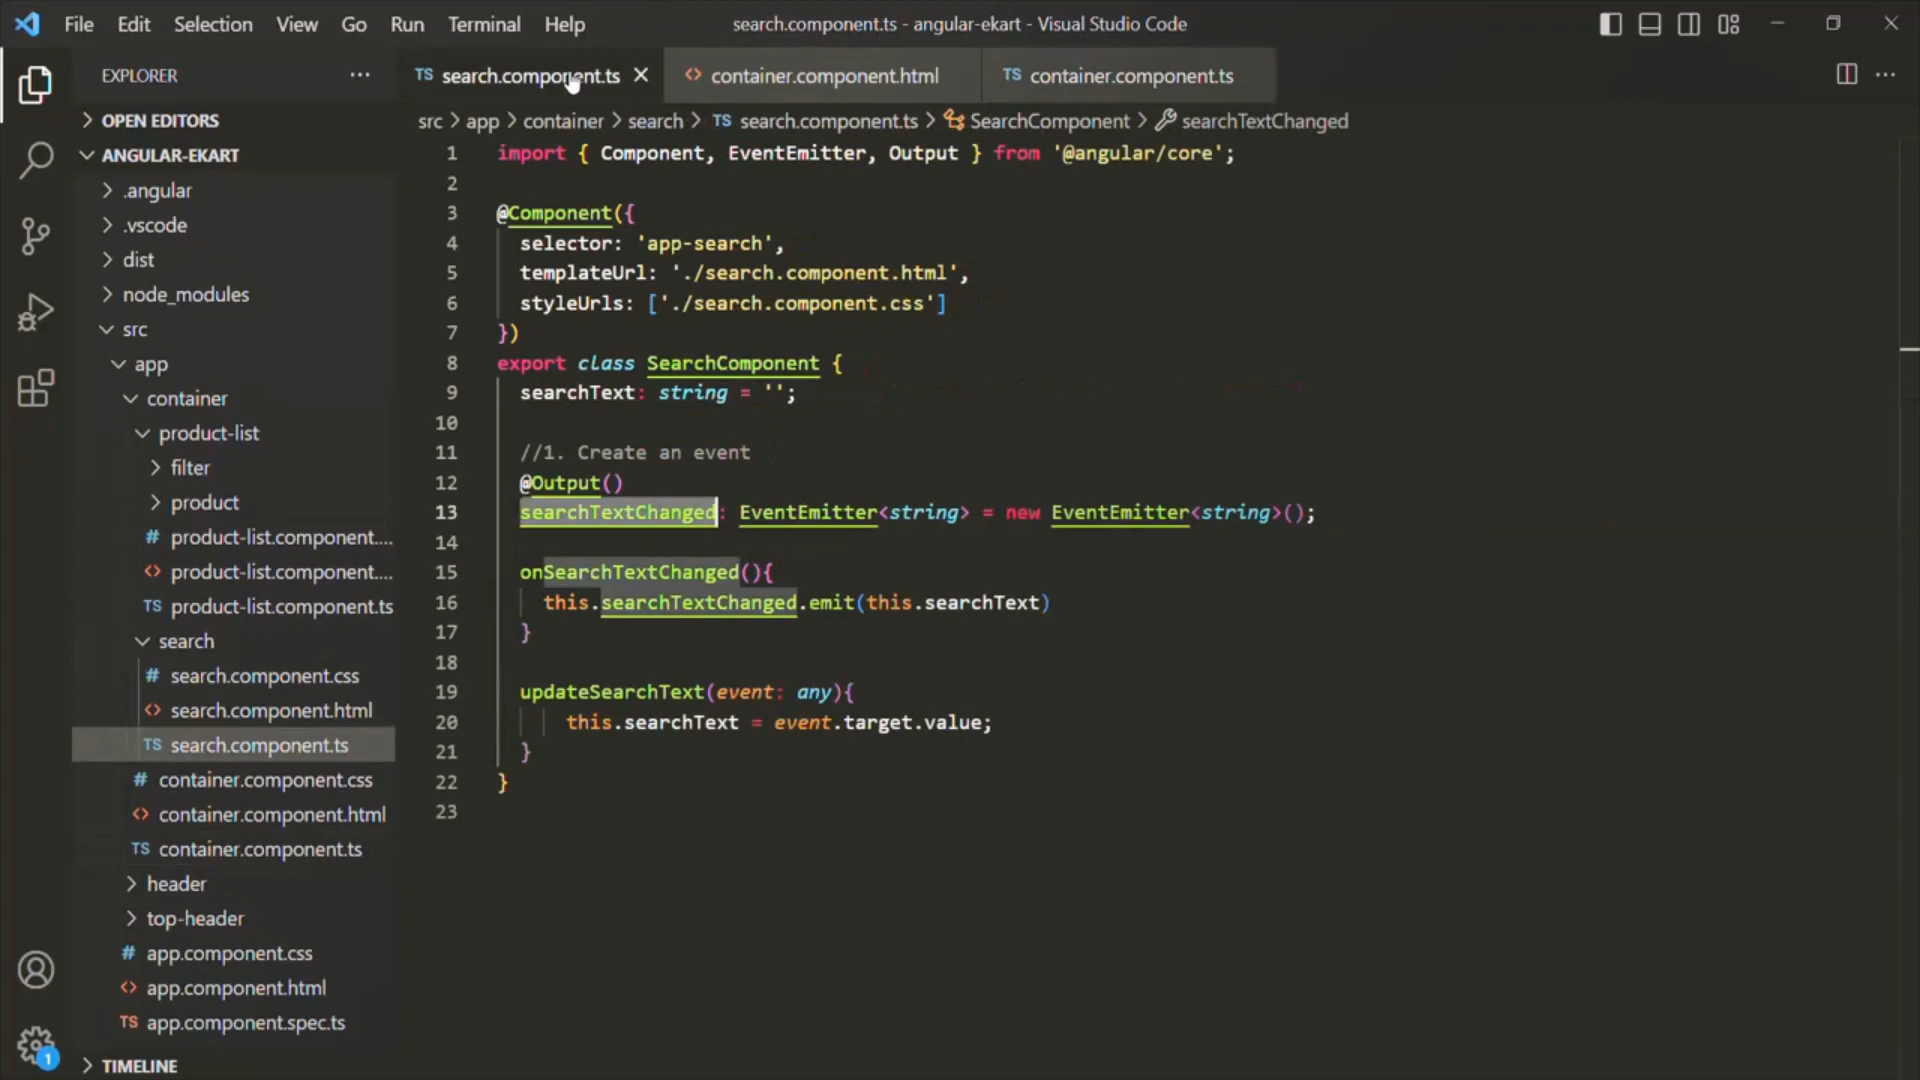 File Edit Selection View Go Run Terminal Help
search.component.ts - angular-ekart - Visual Studio Code
EXPLORER
OPEN EDITORS
ANGULAR-EKART
.angular
.vscode
dist
node_modules
src
app
container
product-list
filter
product
# product-list.component....
<> product-list.component....
TS product-list.component.ts
search
# search.component.css
<> search.component.html
TS search.component.ts
# container.component.css
<> container.component.html
TS container.component.ts
header
top-header
# app.component.css
<> app.component.html
TS app.component.spec.ts
TIMELINE
1
TS search.component.ts
<> container.component.html
TS container.component.ts
src > app > container > search > TS search.component.ts > SearchComponent > searchTextChanged
1 import { Component, EventEmitter, Output } from '@angular/core';
2
3 @Component({
4 selector: 'app-search',
5 templateUrl: './search.component.html',
6 styleUrls: ['./search.component.css']
7 })
8 export class SearchComponent {
9 searchText: string = '';
10
11 //1. Create an event
12 @Output()
13 searchTextChanged: EventEmitter<string> = new EventEmitter<string>();
14
15 onSearchTextChanged(){
16 this.searchTextChanged.emit(this.searchText)
17 }
18
19 updateSearchText(event: any){
20 this.searchText = event.target.value;
21 }
22 }
23